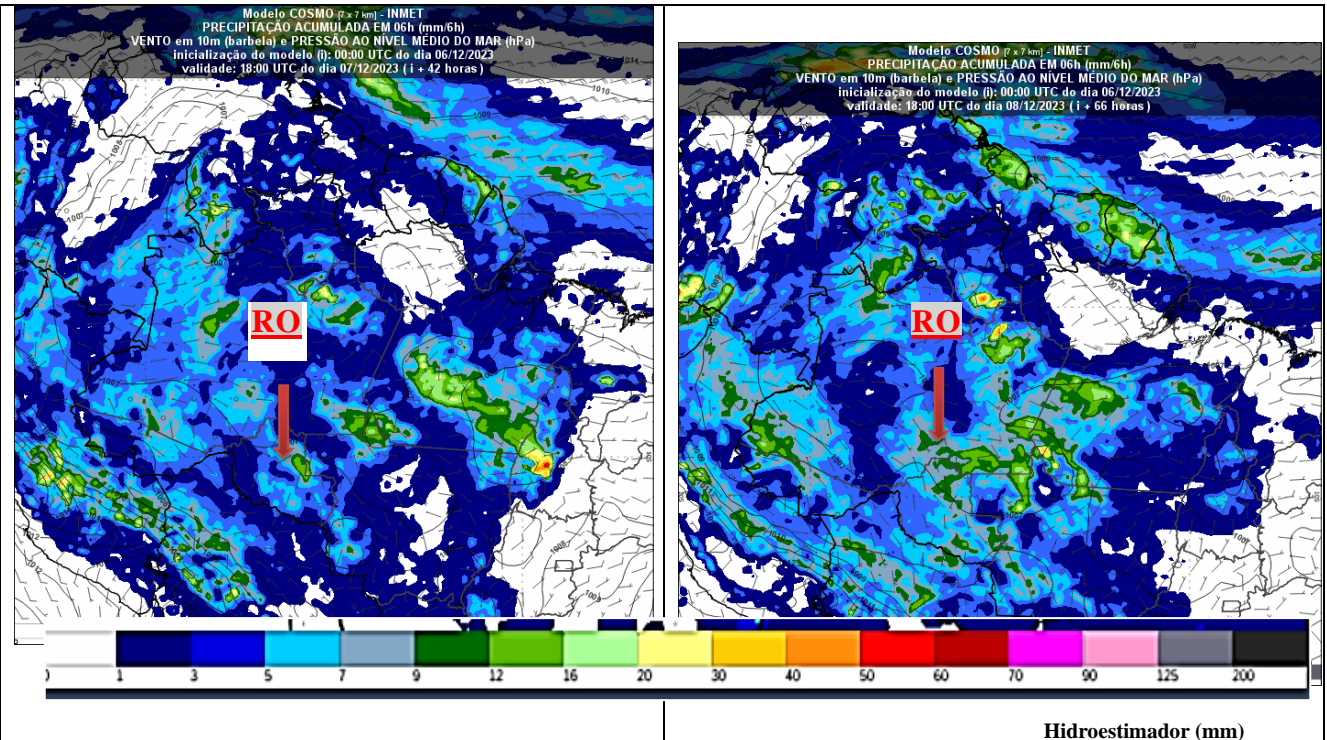 Modelo COSMO [7 x 7 km] - INMET
PRECIPITAÇÃO ACUMULADA EM 06h (mm/6h)
VENTO em 10m (barbela) e PRESSÃO AO NÍVEL MÉDIO DO MAR (hPa)
inicialização do modelo (i): 00:00 UTC do dia 06/12/2023
validade: 18:00 UTC do dia 07/12/2023 ( i + 42 horas )
RO
Modelo COSMO [7 x 7 km] - INMET
PRECIPITAÇÃO ACUMULADA EM 06h (mm/6h)
VENTO em 10m (barbela) e PRESSÃO AO NÍVEL MÉDIO DO MAR (hPa)
inicialização do modelo (i): 00:00 UTC do dia 06/12/2023
validade: 18:00 UTC do dia 08/12/2023 ( i + 66 horas )
RO
0 1 3 5 7 9 12 16 20 30 40 50 60 70 90 125 200
Hidroestimador (mm)